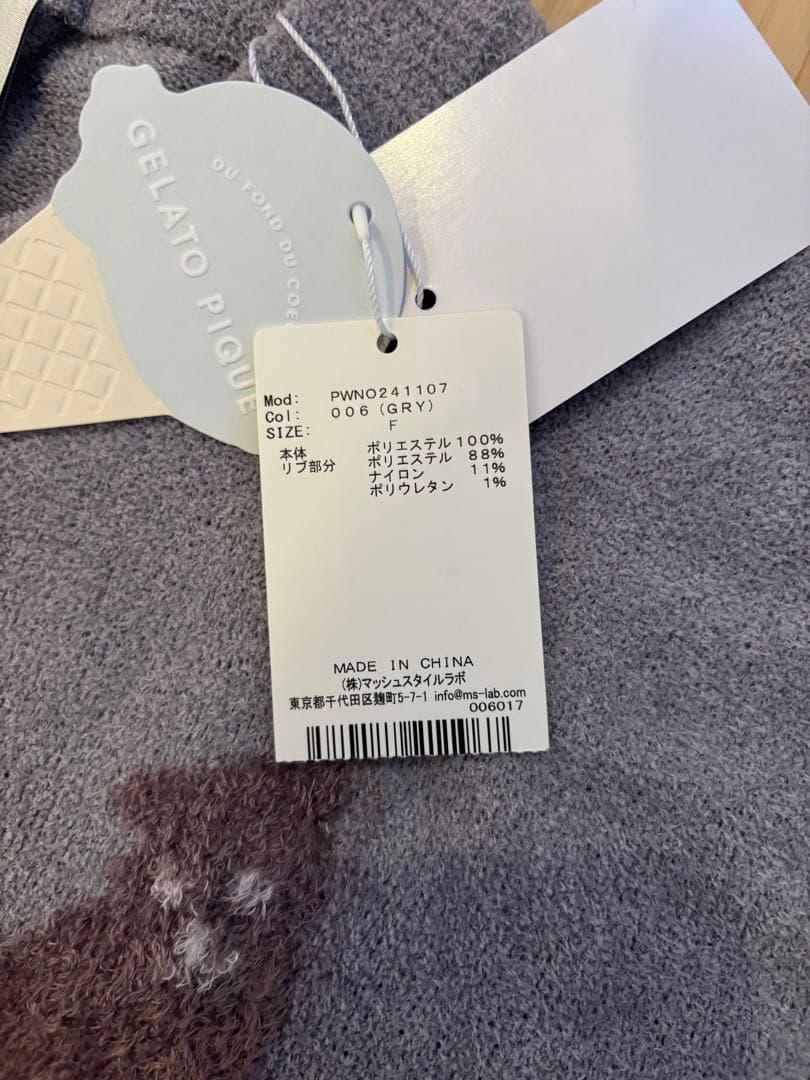 GELATO PIQUE
DU FOND DU COE
Mod: PWNO241107
Col: 006(GRY)
SIZE: F
本体 ポリエステル 100%
リブ部分 ポリエステル 88%
ナイロン 11%
ポリウレタン 1%
MADE IN CHINA
(株)マッシュスタイルラボ
東京都千代田区麹町5-7-1 info@ms-lab.com
006017